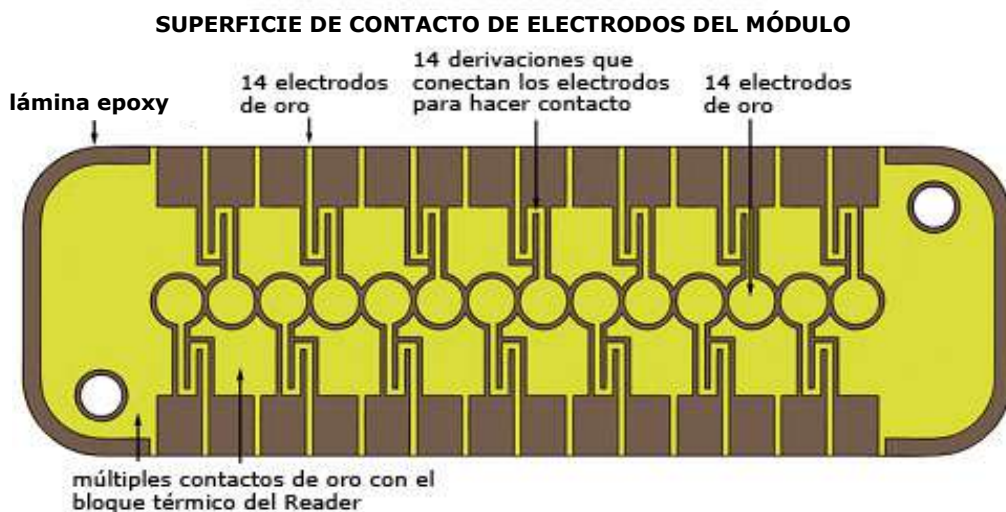 SUPERFICIE DE CONTACTO DE ELECTRODOS DEL MÓDULO
lámina epoxy
14 electrodos
de oro
14 derivaciones que
conectan los electrodos
para hacer contacto
14 electrodos
de oro
múltiples contactos de oro con el
bloque térmico del Reader